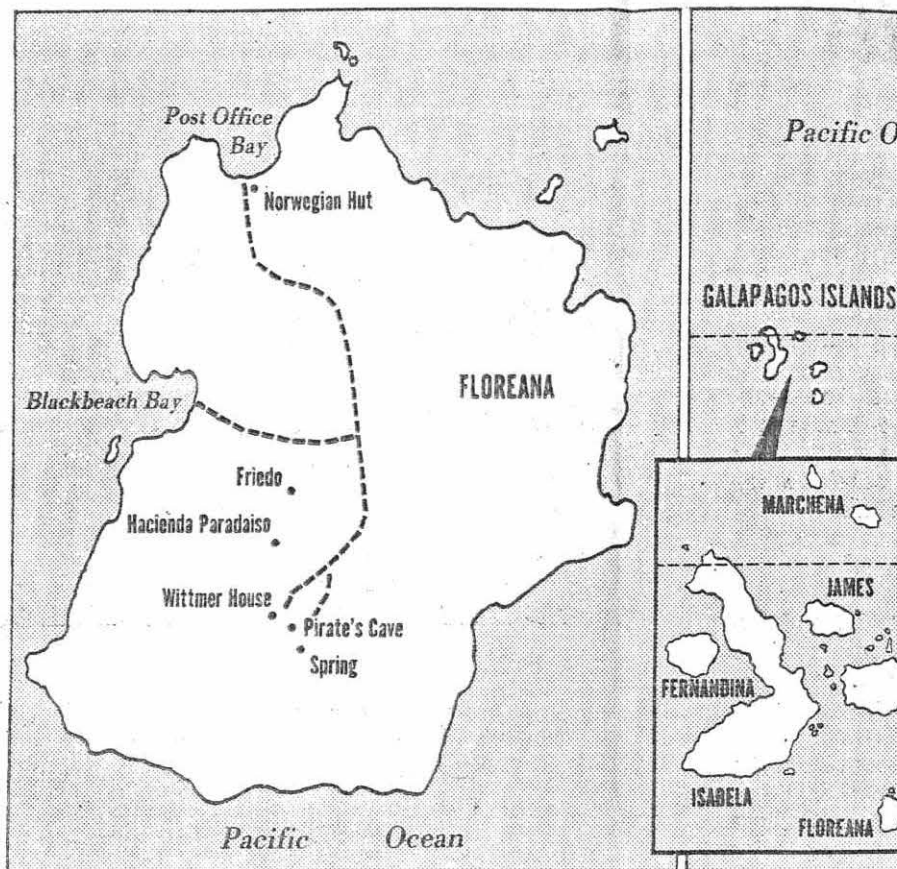 Post Office
Bay
Norwegian Hut
FLOREANA
Blackbeach Bay
Friedo
Hacienda Paradaiso
Wittmer House
Pirate's Cave
Spring
Pacific Ocean
Pacific O
GALAPAGOS ISLANDS
MARCHENA
JAMES
FERNANDINA
ISABELA
FLOREANA